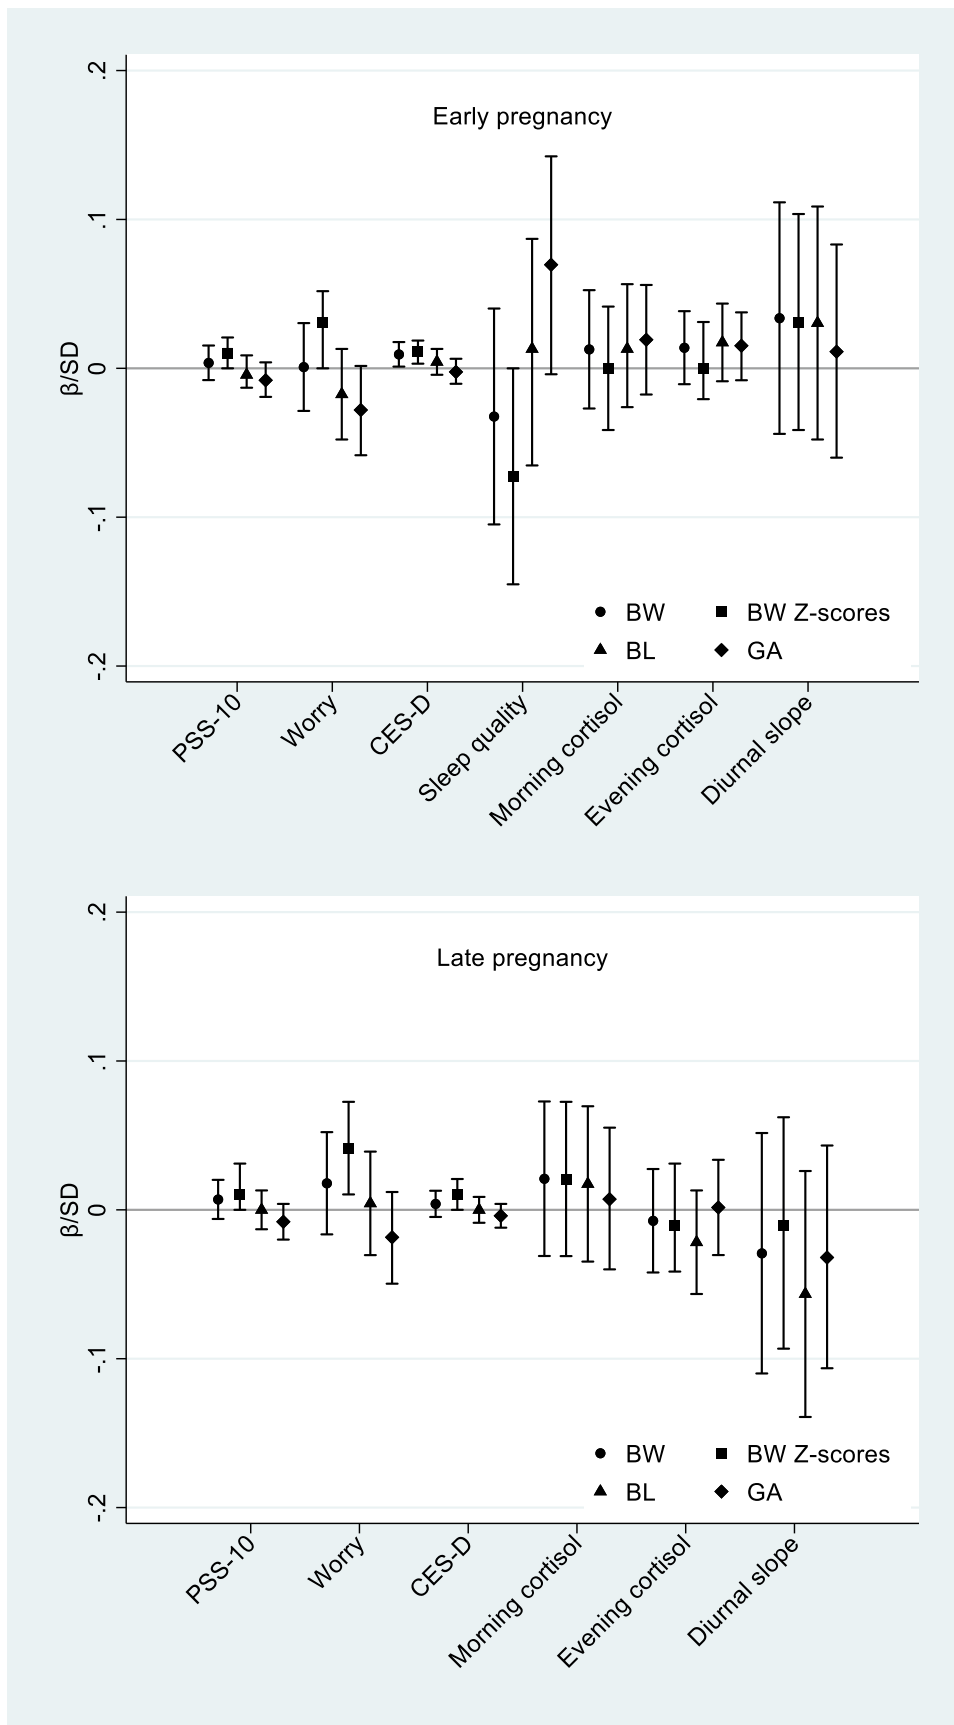 Early pregnancy
β/SD
.2
.1
0
-.1
-.2
BW
BW Z-scores
BL
GA
PSS-10
Worry
CES-D
Sleep quality
Morning cortisol
Evening cortisol
Diurnal slope
Late pregnancy
β/SD
.2
.1
0
-.1
-.2
BW
BW Z-scores
BL
GA
PSS-10
Worry
CES-D
Morning cortisol
Evening cortisol
Diurnal slope